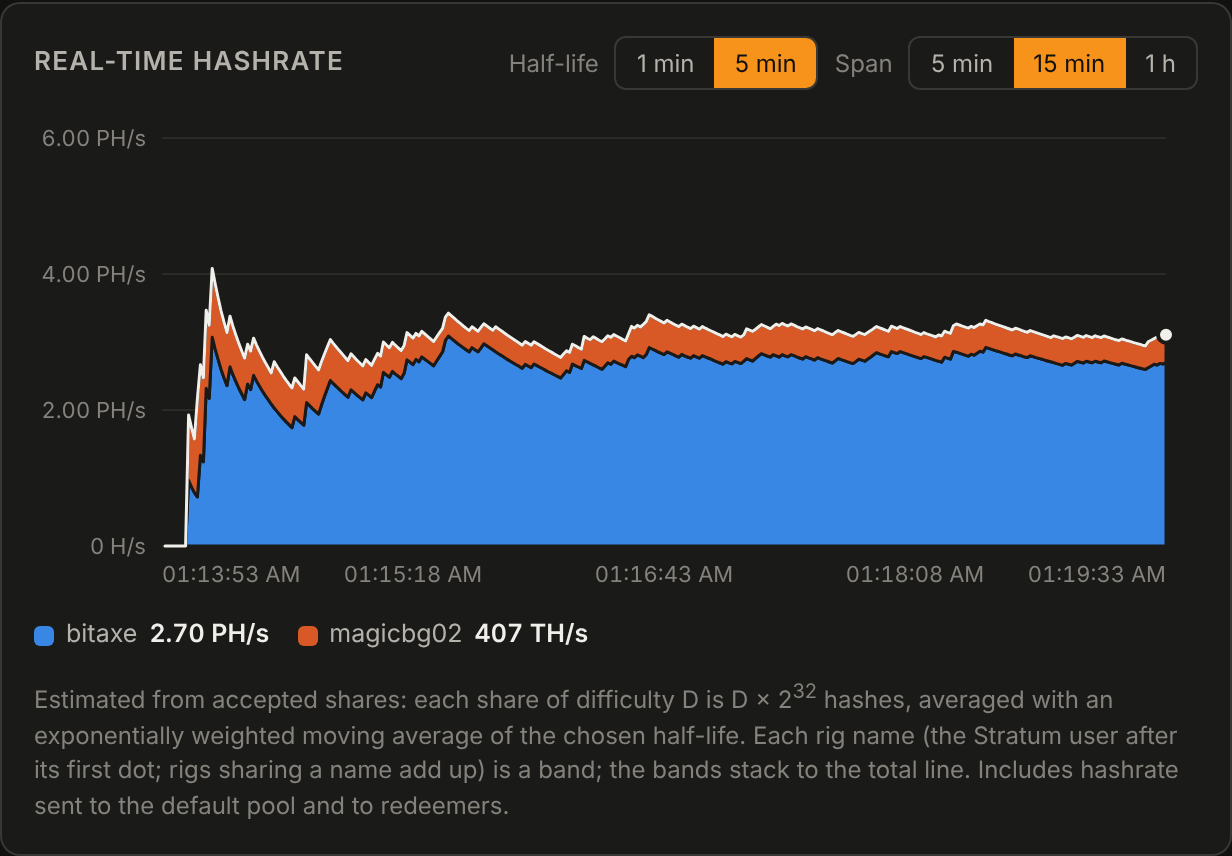 REAL-TIME HASHRATE
Half-life 1 min 5 min Span 5 min 15 min 1 h
6.00 PH/s
4.00 PH/s
2.00 PH/s
0 H/s
01:13:53 AM 01:15:18 AM 01:16:43 AM 01:18:08 AM 01:19:33 AM
bitaxe 2.70 PH/s magicbg02 407 TH/s
Estimated from accepted shares: each share of difficulty D is D × 2³² hashes, averaged with an
exponentially weighted moving average of the chosen half-life. Each rig name (the Stratum user after
its first dot; rigs sharing a name add up) is a band; the bands stack to the total line. Includes hashrate
sent to the default pool and to redeemers.